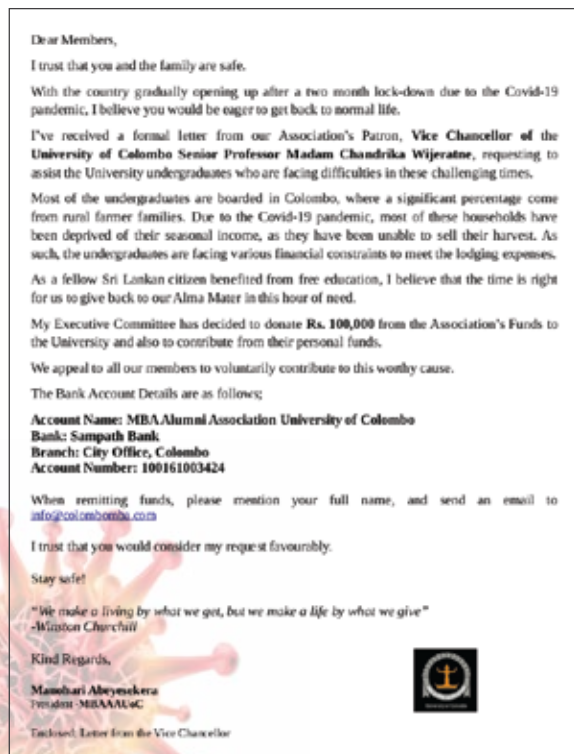 Dear Members,
I trust that you and the family are safe.
With the country gradually opening up after a two month lock-down due to the Covid-19
pandemic, I believe you would be eager to get back to normal life.
I've received a formal letter from our Association's Patron, Vice Chancellor of the
University of Colombo Senior Professor Madam Chandrika Wijeratne, requesting to
assist the University undergraduates who are facing difficulties in these challenging times.
Most of the undergraduates are boarded in Colombo, where a significant percentage come
from rural farmer families. Due to the Covid-19 pandemic, most of these households have
been deprived of their seasonal income, as they have been unable to sell their harvest. As
such, the undergraduates are facing various financial constraints to meet the lodging expenses.
As a fellow Sri Lankan citizen benefited from free education, I believe that the time is right
for us to give back to our Alma Mater in this hour of need.
My Executive Committee has decided to donate Rs. 100,000 from the Association's Funds to
the University and also to contribute from their personal funds.
We appeal to all our members to voluntarily contribute to this worthy cause.
The Bank Account Details are as follows;
Account Name: MBA Alumni Association University of Colombo
Bank: Sampath Bank
Branch: City Office, Colombo
Account Number: 100161003424
When remitting funds, please mention your full name, and send an email to
info@colombomba.com
I trust that you would consider my request favourably.
Stay safe!
"We make a living by what we get, but we make a life by what we give"
-Winston Churchill
Kind Regards,
Manohari Abeyesekera
President -MBAAAUoC
Enclosed: Letter from the Vice Chancellor